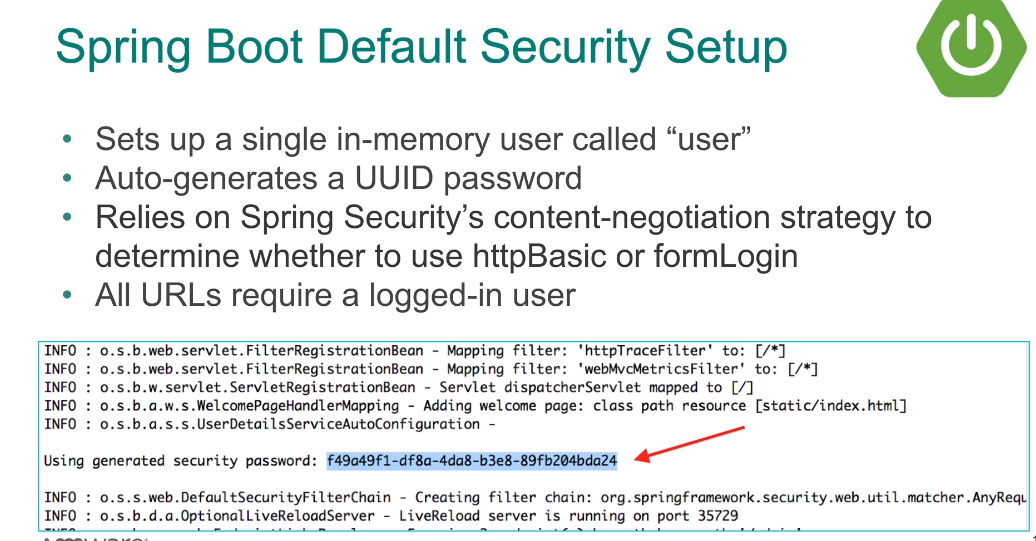 Spring Boot Default Security Setup
• Sets up a single in-memory user called “user”
• Auto-generates a UUID password
• Relies on Spring Security’s content-negotiation strategy to
determine whether to use httpBasic or formLogin
• All URLs require a logged-in user
INFO : o.s.b.web.servlet.FilterRegistrationBean - Mapping filter: 'httpTraceFilter' to: [/*]
INFO : o.s.b.web.servlet.FilterRegistrationBean - Mapping filter: 'webMvcMetricsFilter' to: [/*]
INFO : o.s.b.w.servlet.ServletRegistrationBean - Servlet dispatcherServlet mapped to [/]
INFO : o.s.b.a.w.s.WelcomePageHandlerMapping - Adding welcome page: class path resource [static/index.html]
INFO : o.s.b.a.s.s.UserDetailsServiceAutoConfiguration -
Using generated security password: f49a49f1-df8a-4da8-b3e8-89fb204bda24
INFO : o.s.s.web.DefaultSecurityFilterChain - Creating filter chain: org.springframework.security.web.util.matcher.AnyRequ
INFO : o.s.b.d.a.OptionalLiveReloadServer - LiveReload server is running on port 35729